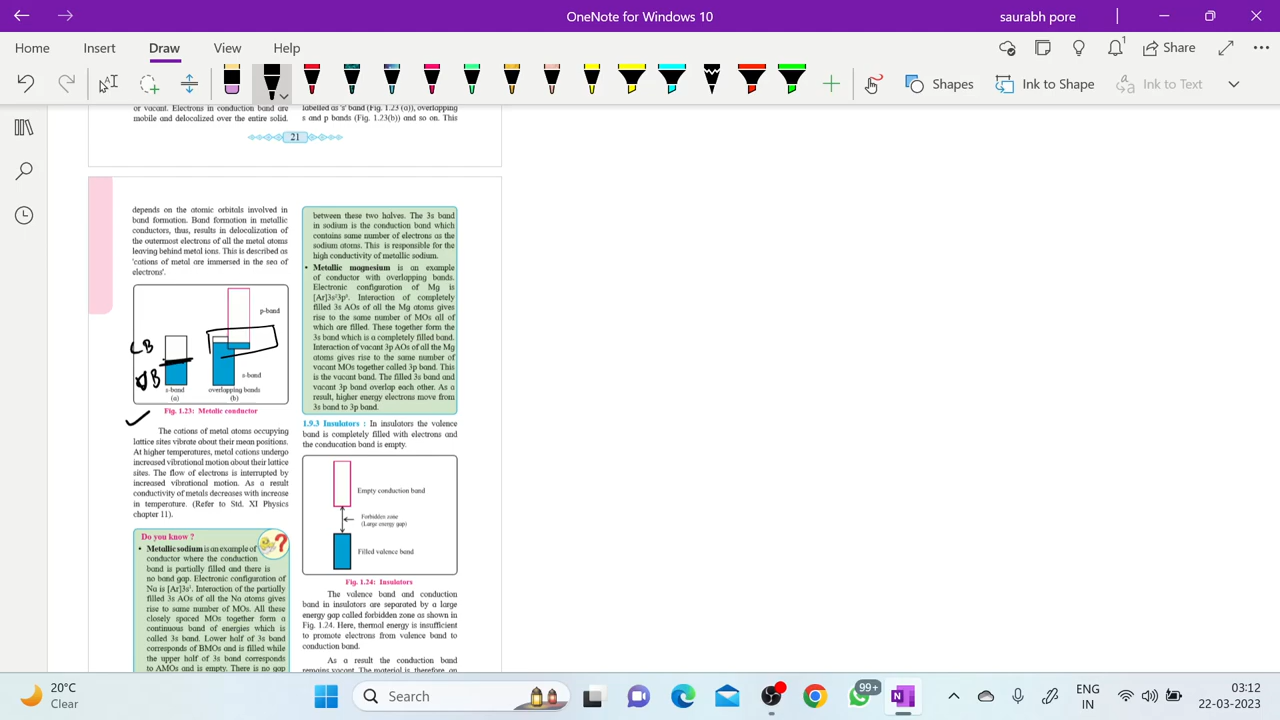 OneNote for Windows 10
saurabh pore
Home
Insert
Draw
View
Help
Share
Shapes
Ink to Shape
Ink to Text
or vacant. Electrons in conduction band are
mobile and delocalized over the entire solid.
labelled as 's' band (Fig. 1.23 (a)), overlapping
s and p bands (Fig. 1.23(b)) and so on. This
21
depends on the atomic orbitals involved in
band formation. Band formation in metallic
conductors, thus, results in delocalization of
the outermost electrons of all the metal atoms
leaving behind metal ions. This is described as
'cations of metal are immersed in the sea of
electrons'.
p-band
CB
VB
s-band
s-band
overlapping bands
(a)
(b)
Fig. 1.23: Metalic conductor
The cations of metal atoms occupying
lattice sites vibrate about their mean positions.
At higher temperatures, metal cations undergo
increased vibrational motion about their lattice
sites. The flow of electrons is interrupted by
increased vibrational motion. As a result
conductivity of metals decreases with increase
in temperature. (Refer to Std. XI Physics
chapter 11).
Do you know ?
• Metallic sodium is an example of
conductor where the conduction
band is partially filled and there is
no band gap. Electronic configuration of
Na is [Ar]3s¹. Interaction of the partially
filled 3s AOs of all the Na atoms gives
rise to same number of MOs. All these
closely spaced MOs together form a
continuous band of energies which is
called 3s band. Lower half of 3s band
corresponds of BMOs and is filled while
the upper half of 3s band corresponds
to AMOs and is empty. There is no gap
between these two halves. The 3s band
in sodium is the conduction band which
contains same number of electrons as the
sodium atoms. This is responsible for the
high conductivity of metallic sodium.
• Metallic magnesium is an example
of conductor with overlapping bands.
Electronic configuration of Mg is
[Ar]3s²3p⁰. Interaction of completely
filled 3s AOs of all the Mg atoms gives
rise to the same number of MOs all of
which are filled. These together form the
3s band which is a completely filled band.
Interaction of vacant 3p AOs of all the Mg
atoms gives rise to the same number of
vacant MOs together called 3p band. This
is the vacant band. The filled 3s band and
vacant 3p band overlap each other. As a
result, higher energy electrons move from
3s band to 3p band.
1.9.3 Insulators : In insulators the valence
band is completely filled with electrons and
the conducation band is empty.
Empty conduction band
Forbidden zone
(Large energy gap)
Filled valence band
Fig. 1.24: Insulators
The valence band and conduction
band in insulators are separated by a large
energy gap called forbidden zone as shown in
Fig. 1.24. Here, thermal energy is insufficient
to promote electrons from valence band to
conduction band.
As a result the conduction band
remains vacant. The material is, therefore, an
20°C
Clear
Search
99+
ENG
IN
03:12
22-03-2023